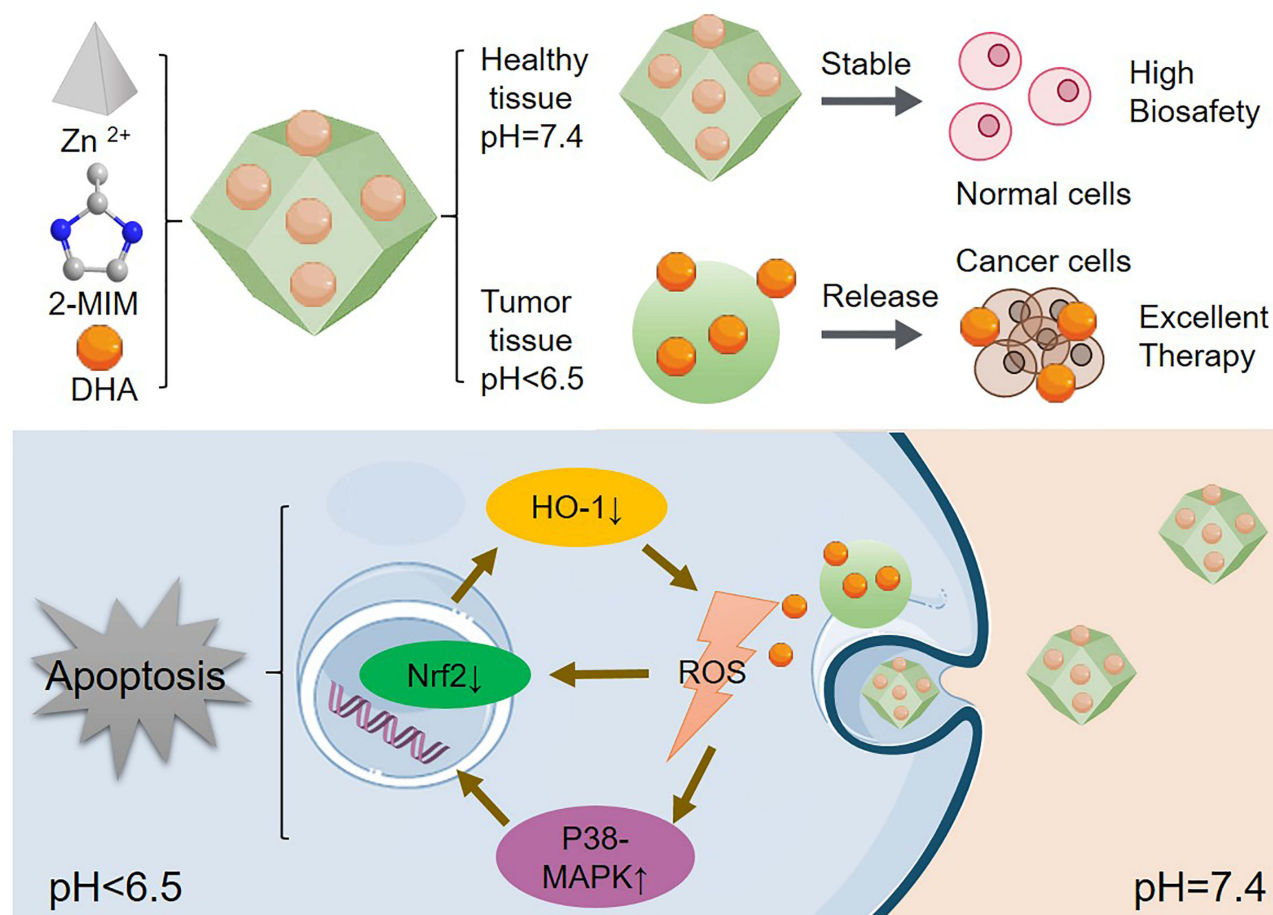 Zn 2+
2-MIM
DHA
Healthy
tissue
pH=7.4
Stable
High
Biosafety
Normal cells
Tumor
tissue
pH<6.5
Release
Cancer cells
Excellent
Therapy
HO-1↓
Apoptosis
Nrf2↓
ROS
P38-
MAPK↑
pH<6.5
pH=7.4